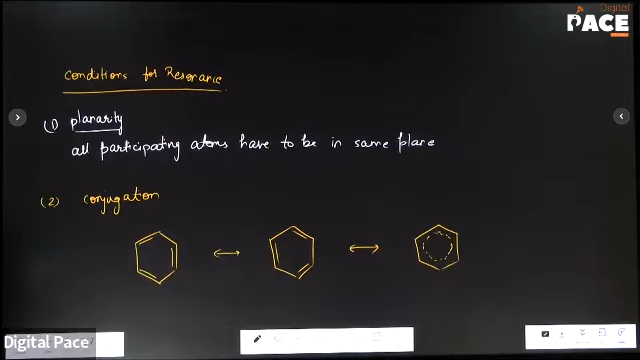 Digital
PACE
Conditions for Resonance
(1) planarity
all participating atoms have to be in same plane
(2) conjugation
Digital Pace